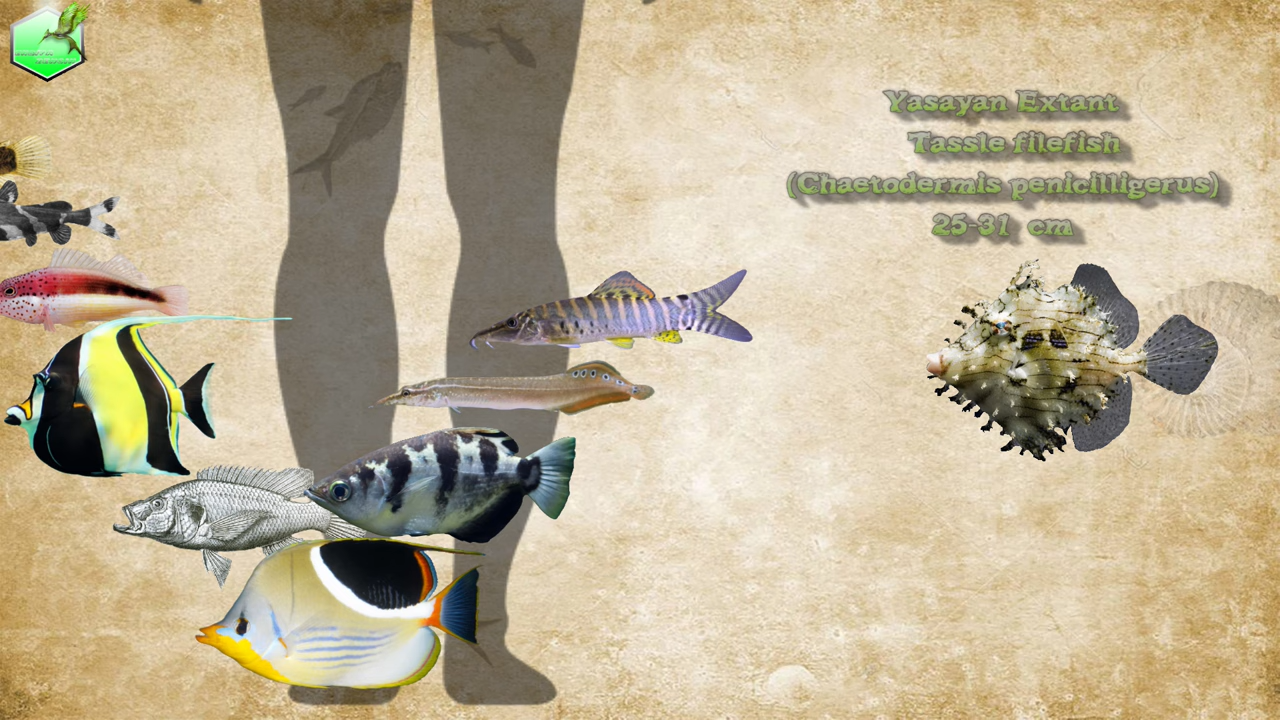 Yasayan Extant
Tassle filefish
(Chaetodermis penicilligerus)
25-31 cm